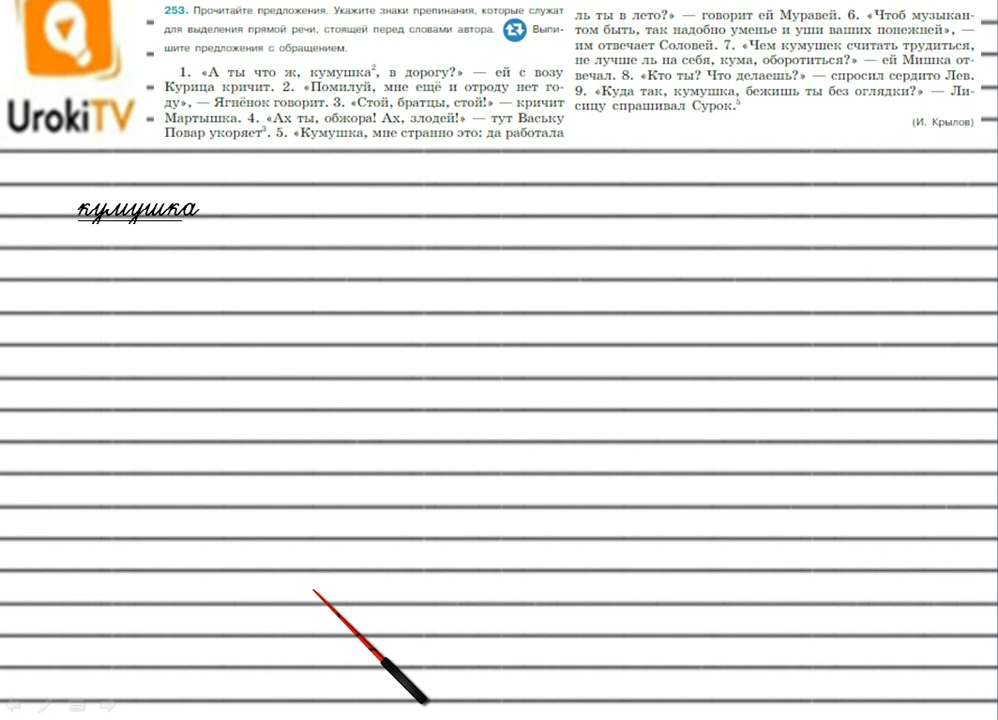 253. Прочитайте предложения. Укажите знаки препинания, которые служат
для выделения прямой речи, стоящей перед словами автора. Выпи-
шите предложения с обращением.
1. «А ты что ж, кумушка², в дорогу?» — ей с возу
Курица кричит. 2. «Помилуй, мне ещё и отроду нет го-
ду», — Ягнёнок говорит. 3. «Стой, братцы, стой!» — кричит
Мартышка. 4. «Ах ты, обжора! Ах, злодей!» — тут Ваську
Повар укоряет³. 5. «Кумушка, мне странно это: да работала
ль ты в лето?» — говорит ей Муравей. 6. «Чтоб музыкан-
том быть, так надобно уменье и уши ваших понежней», —
им отвечает Соловей. 7. «Чем кумушек считать трудиться,
не лучше ль на себя, кума, оборотиться?» — ей Мишка от-
вечал. 8. «Кто ты? Что делаешь?» — спросил сердито Лев.
9. «Куда так, кумушка, бежишь ты без оглядки?» — Ли-
сицу спрашивал Сурок.⁵
(И. Крылов)
UrokiTV
кумушка